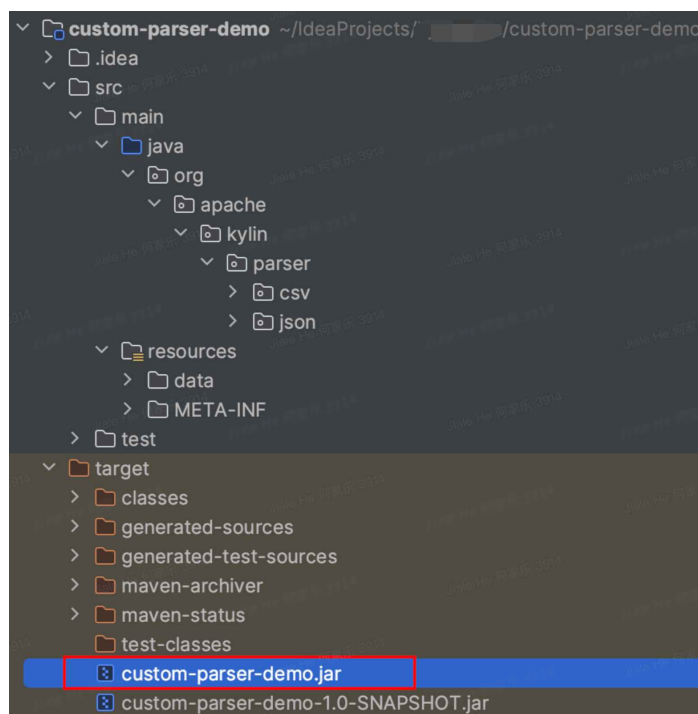 custom-parser-demo ~/IdeaProjects/ /custom-parser-demo
.idea
src
main
java
org
apache
kylin
parser
csv
json
resources
data
META-INF
test
target
classes
generated-sources
generated-test-sources
maven-archiver
maven-status
test-classes
custom-parser-demo.jar
custom-parser-demo-1.0-SNAPSHOT.jar